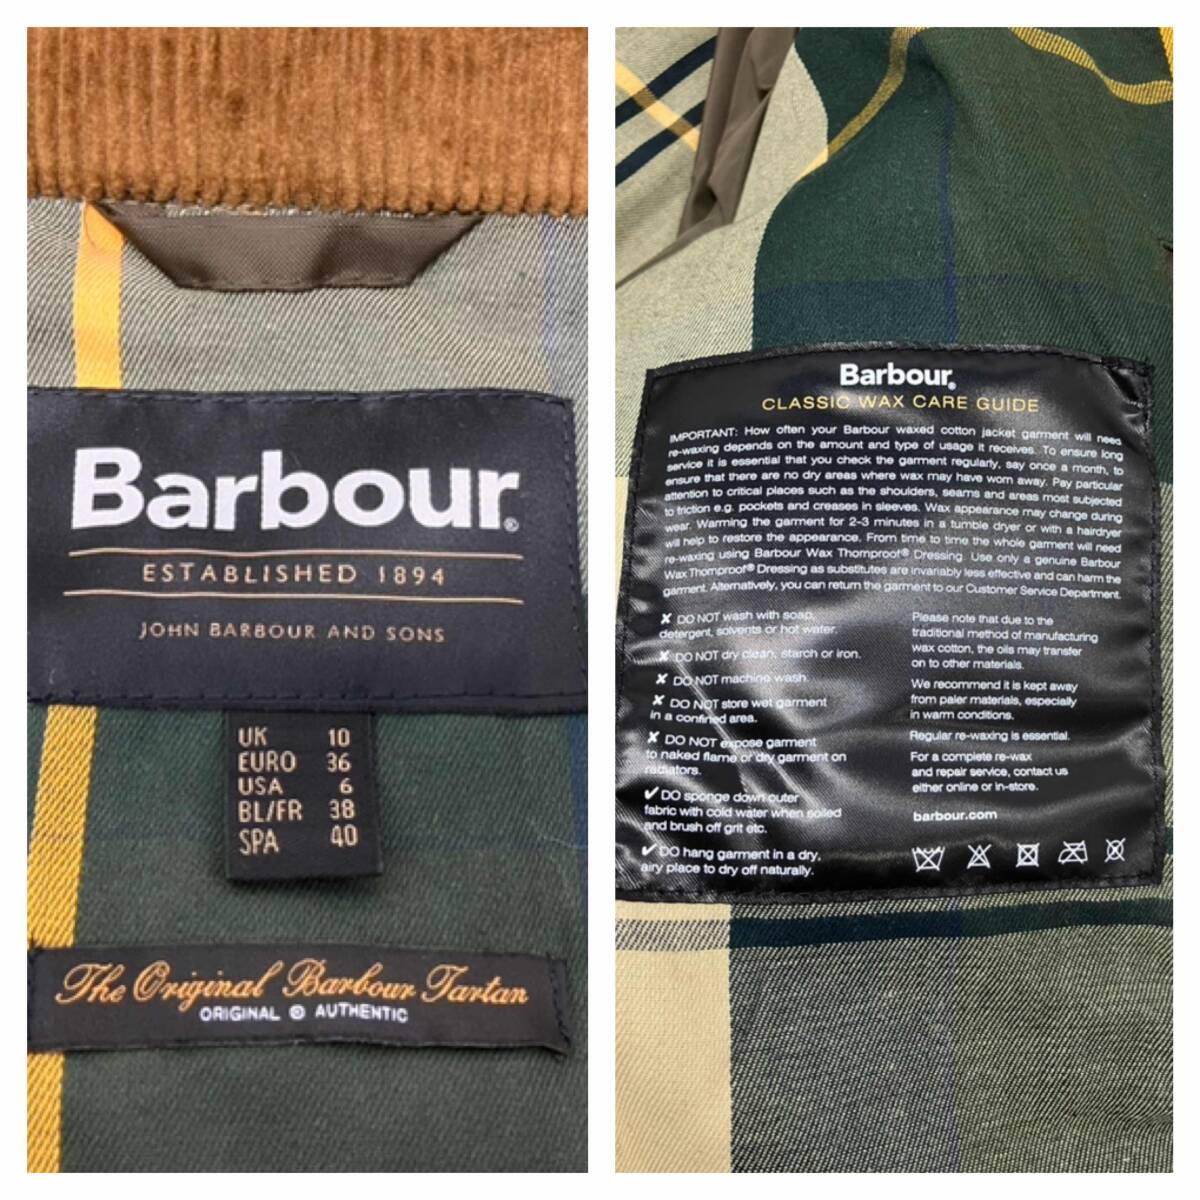 Barbour®
ESTABLISHED 1894
JOHN BARBOUR AND SONS
UK 10
EURO 36
USA 6
BL/FR 38
SPA 40
The Original Barbour Tartan
ORIGINAL & AUTHENTIC
Barbour®
CLASSIC WAX CARE GUIDE
IMPORTANT: How often your Barbour waxed cotton jacket garment will need
re-waxing depends on the amount and type of usage it receives. To ensure long
service it is essential that you check the garment regularly, say once a month, to
ensure that there are no dry areas where wax may have worn away. Pay particular
attention to critical places such as the shoulders, seams and areas most subjected
to friction e.g. pockets and creases in sleeves. Wax appearance may change during
wear. Warming the garment for 2-3 minutes in a tumble dryer or with a hairdryer
will help to restore the appearance. From time to time the whole garment will need
re-waxing using Barbour Wax Thornproof® Dressing. Use only a genuine Barbour
Wax Thornproof® Dressing as substitutes are invariably less effective and can harm the
garment. Alternatively, you can return the garment to our Customer Service Department.
✗ DO NOT wash with soap,
detergent, solvents or hot water.
✗ DO NOT dry clean, starch or iron.
✗ DO NOT machine wash.
✗ DO NOT store wet garment
in a confined area.
✗ DO NOT expose garment
to naked flame or dry garment on
radiators.
✔ DO sponge down outer
fabric with cold water when soiled
and brush off grit etc.
✔ DO hang garment in a dry,
airy place to dry off naturally.
Please note that due to the
traditional method of manufacturing
wax cotton, the oils may transfer
on to other materials.
We recommend it is kept away
from paler materials, especially
in warm conditions.
Regular re-waxing is essential.
For a complete re-wax
and repair service, contact us
either online or in-store.
barbour.com